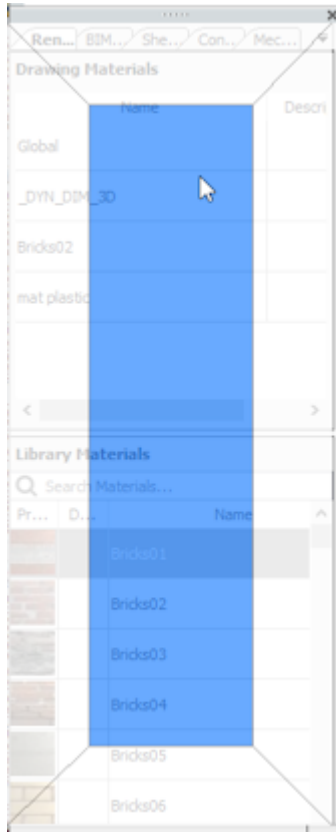 Ren... BIM... She... Con... Mec...
Drawing Materials
Name Descri
Global
_DYN_DIM_3D
Bricks02
mat plastic
Library Materials
Search Materials...
Pr... D... Name
Bricks01
Bricks02
Bricks03
Bricks04
Bricks05
Bricks06